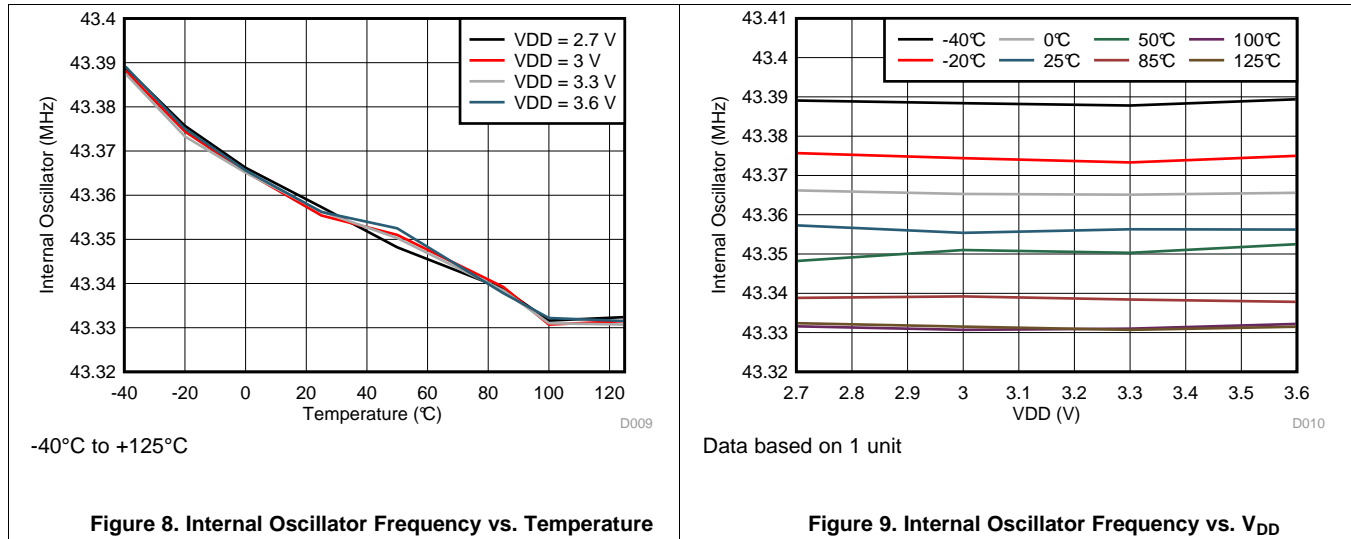 43.4
43.39
43.38
43.37
43.36
43.35
43.34
43.33
43.32
Internal Oscillator (MHz)
VDD = 2.7 V
VDD = 3 V
VDD = 3.3 V
VDD = 3.6 V
-40 -20 0 20 40 60 80 100 120
Temperature (℃)
D009
-40°C to +125°C
Figure 8. Internal Oscillator Frequency vs. Temperature
43.41
43.4
43.39
43.38
43.37
43.36
43.35
43.34
43.33
43.32
Internal Oscillator (MHz)
-40℃ 0℃ 50℃ 100℃
-20℃ 25℃ 85℃ 125℃
2.7 2.8 2.9 3 3.1 3.2 3.3 3.4 3.5 3.6
VDD (V)
D010
Data based on 1 unit
Figure 9. Internal Oscillator Frequency vs. VDD